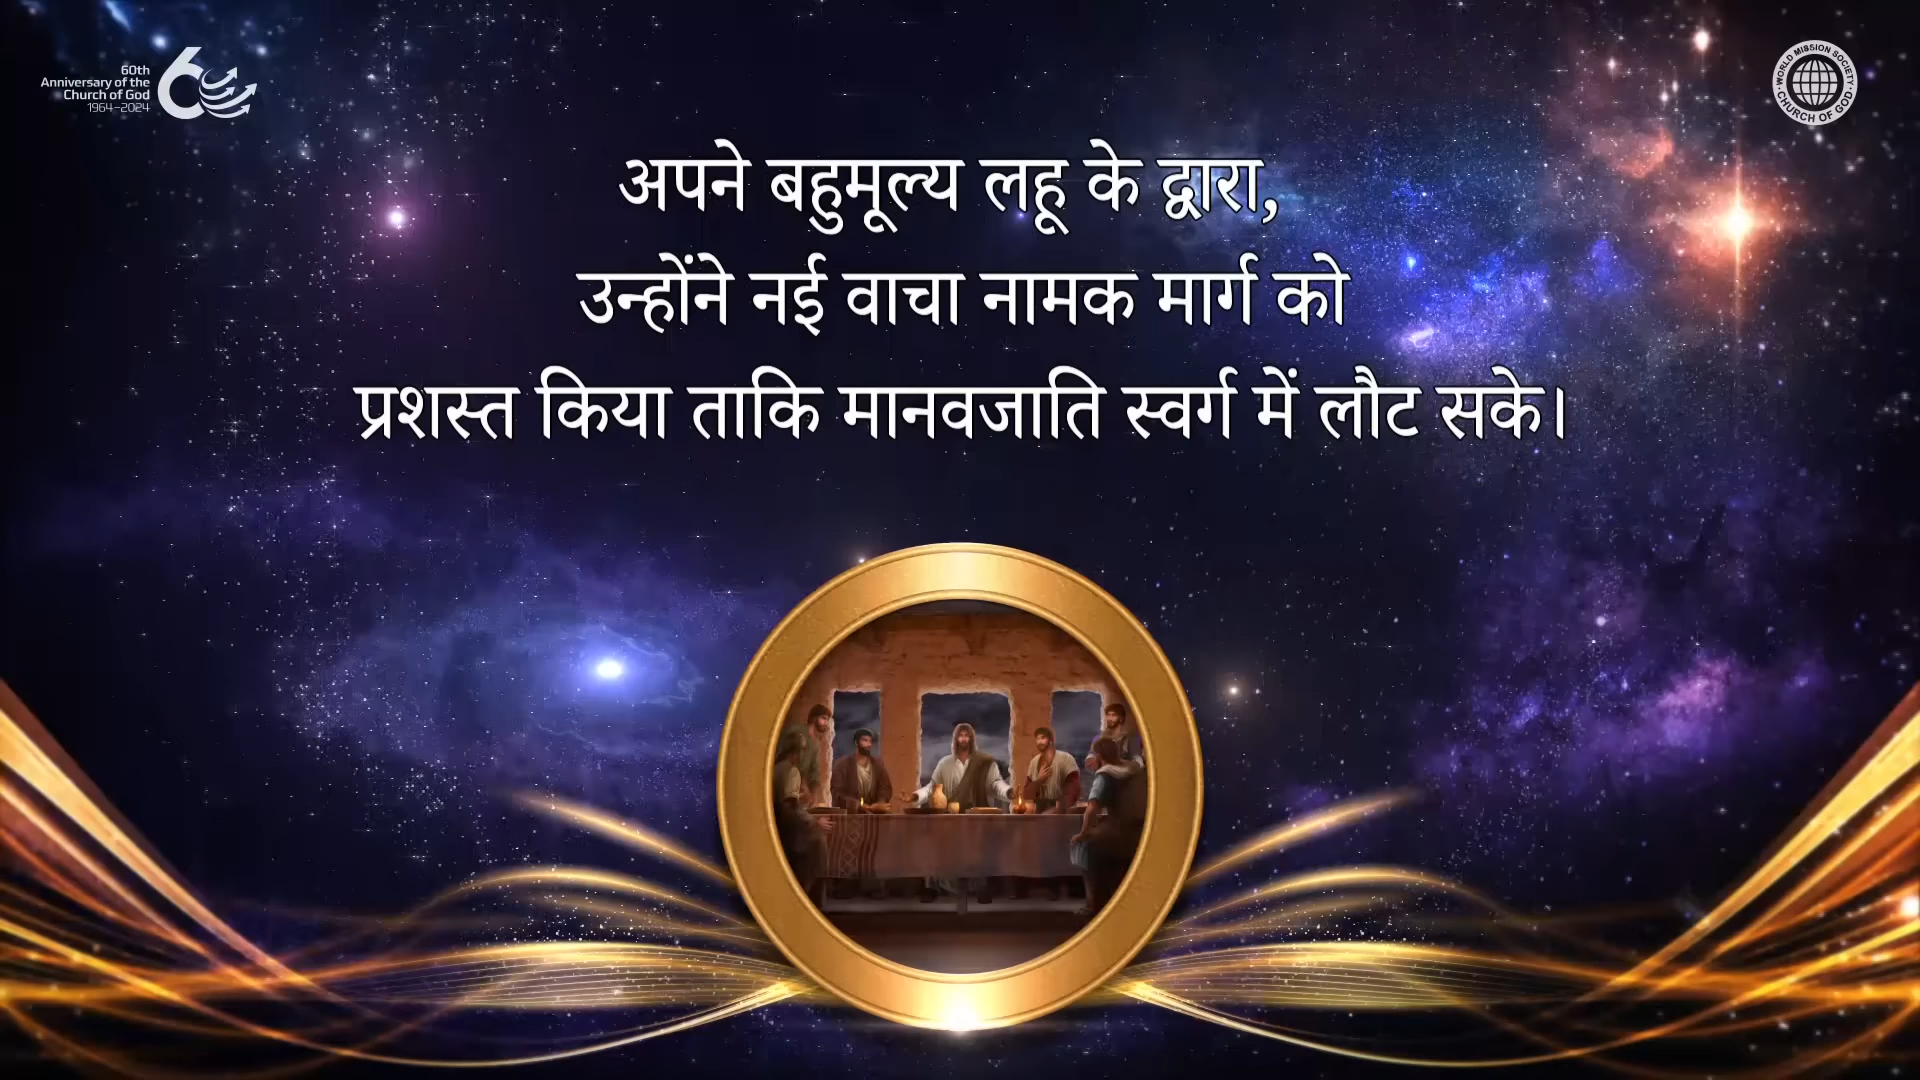 60th
Anniversary of the
Church of God
1964–2024
60
WORLD MISSION SOCIETY
CHURCH OF GOD
अपने बहुमूल्य लहू के द्वारा,
उन्होंने नई वाचा नामक मार्ग को
प्रशस्त किया ताकि मानवजाति स्वर्ग में लौट सके।